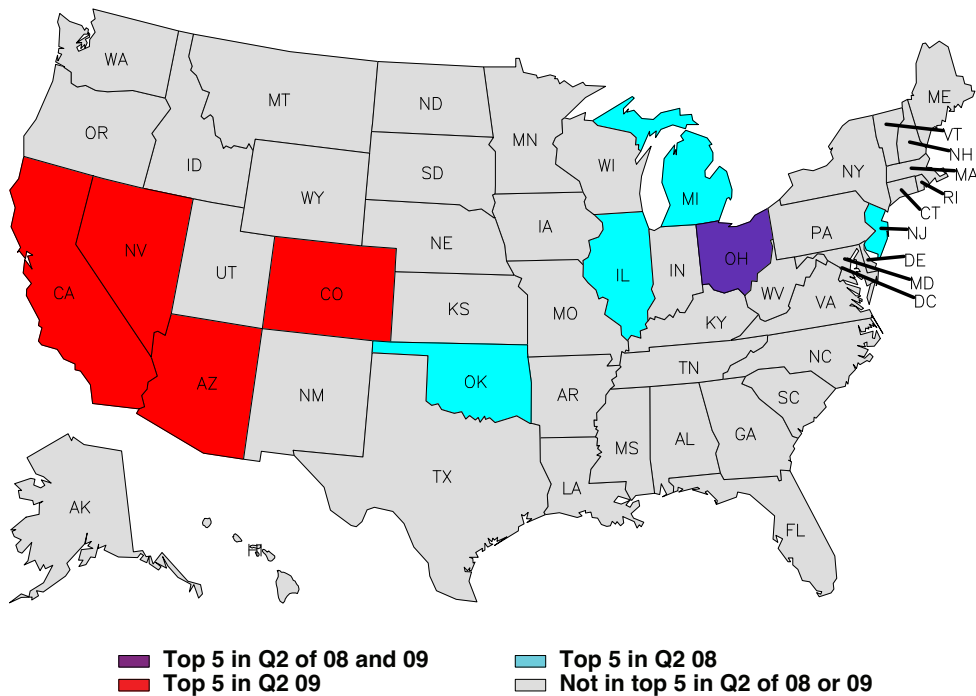 WA
MT
ND
MN
ME
OR
ID
SD
WI
VT
NH
NY
MA
RI
CT
WY
MI
IA
NE
PA
NJ
NV
UT
OH
IN
IL
DE
MD
DC
CA
CO
KS
MO
WV
VA
KY
NC
TN
AZ
NM
OK
AR
SC
MS
AL
GA
TX
LA
AK
FL
HI
Top 5 in Q2 of 08 and 09
Top 5 in Q2 08
Top 5 in Q2 09
Not in top 5 in Q2 of 08 or 09